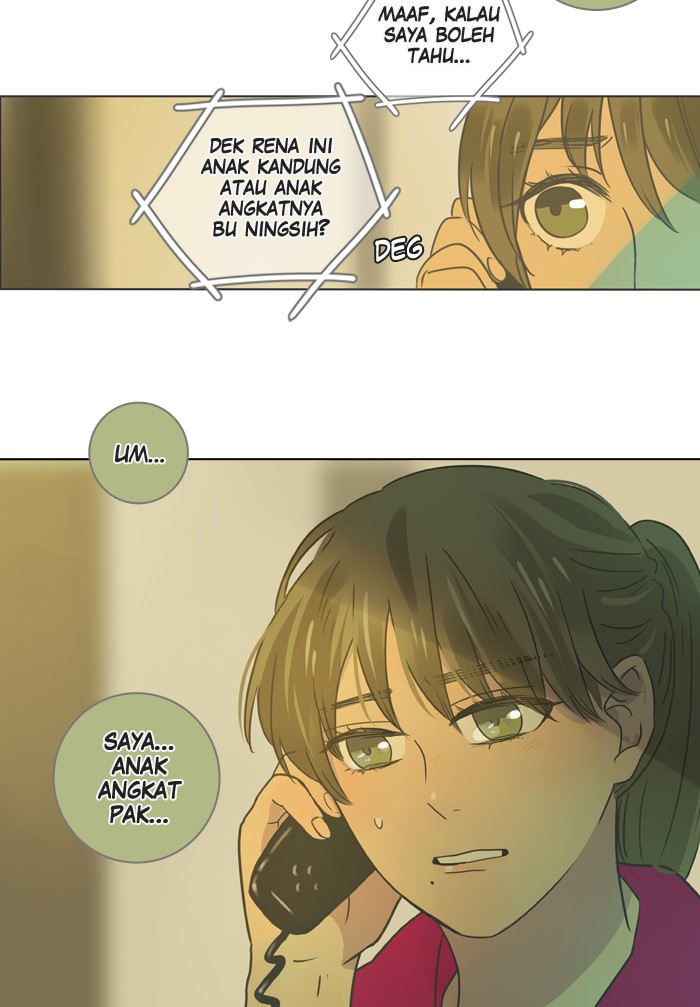 MAAF, KALAU
SAYA BOLEH
TAHU...
DEK RENA INI
ANAK KANDUNG
ATAU ANAK
ANGKATNYA
BU NINGSIH?
DEG
UM...
SAYA...
ANAK
ANGKAT
PAK...